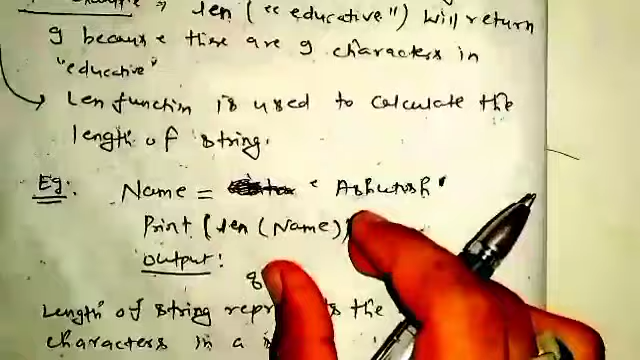 ⇒ len ("educative") will return
9 because there are 9 characters in
"educative"
Len function is used to calculate the
length of string.
Eg:. Name = 'Ashutosh'
Print (len (Name))
output:
8
Length of string the
characters in a